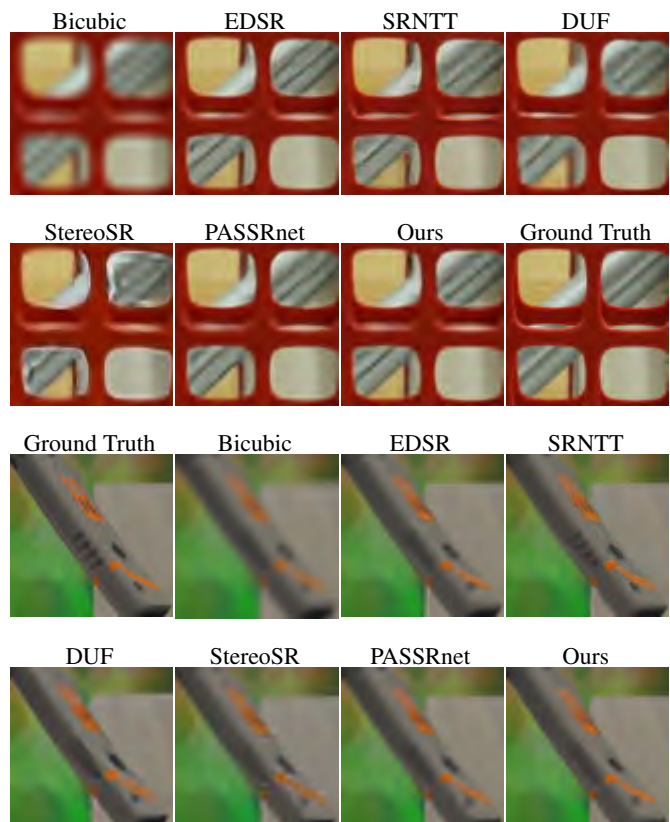 Bicubic EDSR SRNTT DUF
StereoSR PASSRnet Ours Ground Truth
Ground Truth Bicubic EDSR SRNTT
DUF StereoSR PASSRnet Ours